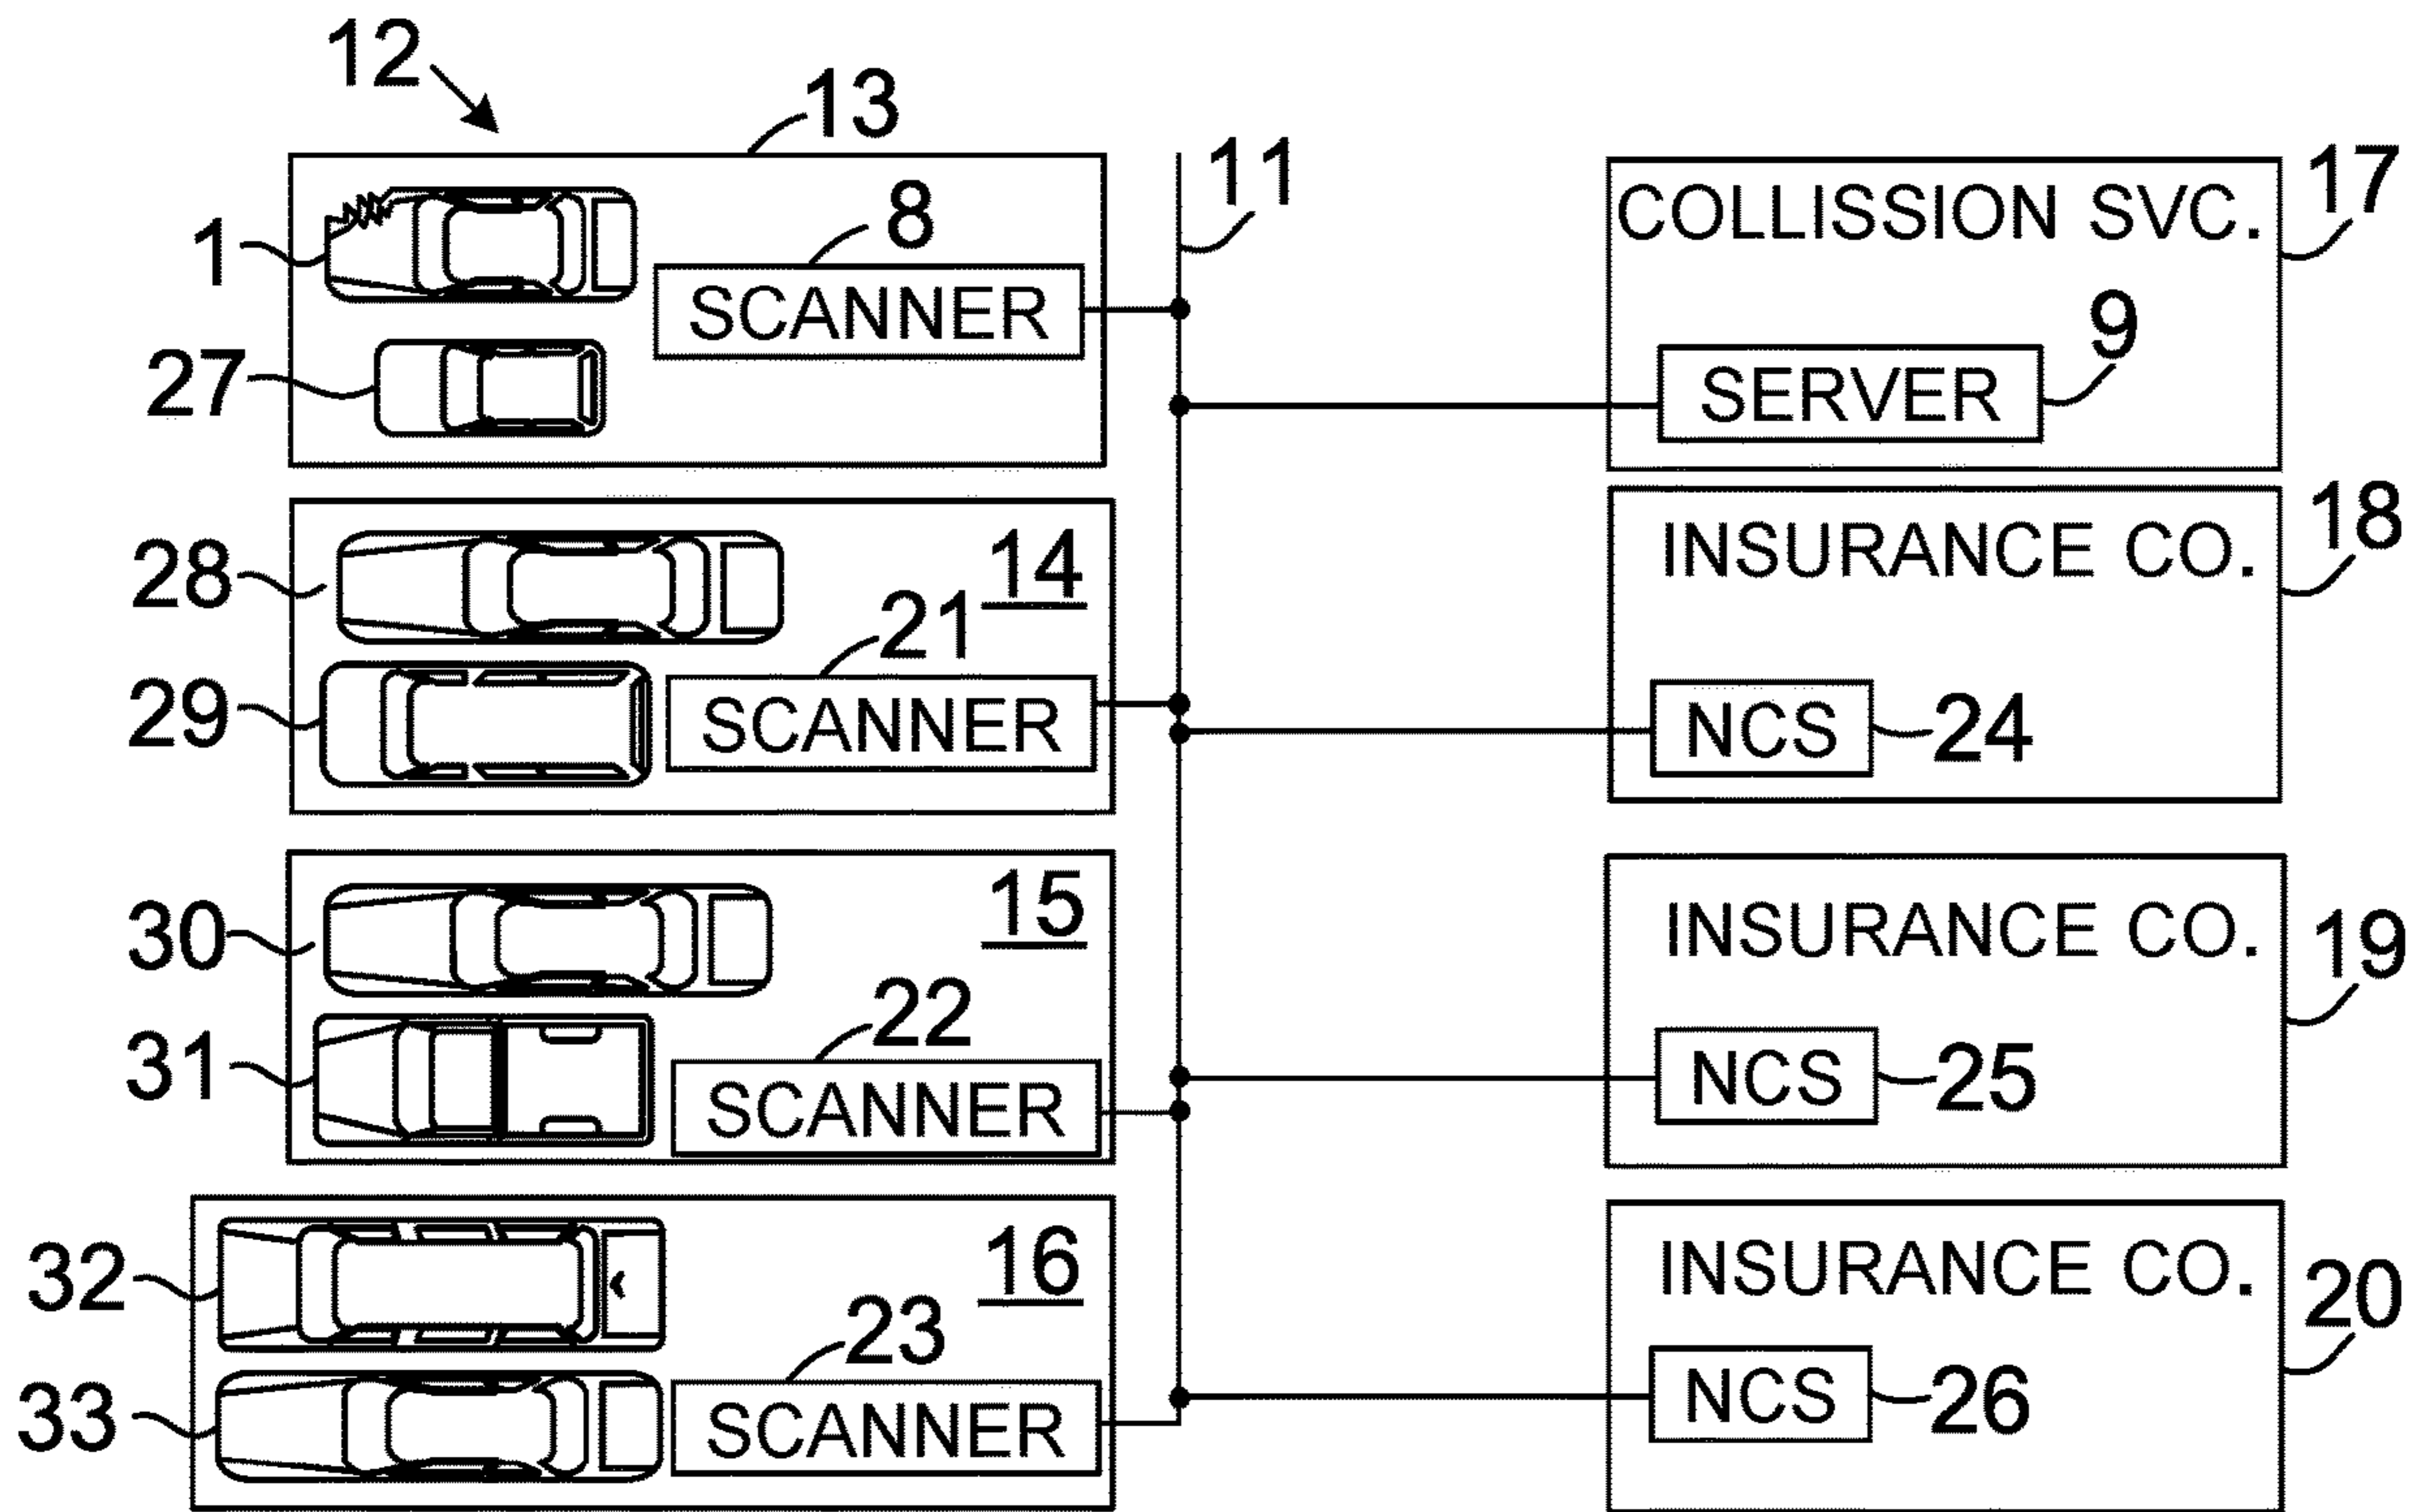 12
13
11
17
COLLISSION SVC.
1
8
SCANNER
9
SERVER
27
18
INSURANCE CO.
28
14
21
SCANNER
29
NCS
24
15
19
INSURANCE CO.
30
22
SCANNER
31
NCS
25
16
20
INSURANCE CO.
32
23
SCANNER
33
NCS
26